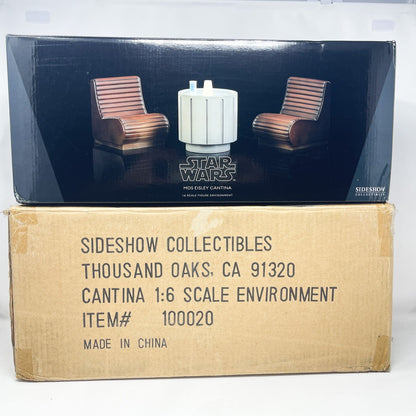 STAR
WARS
MOS EISLEY CANTINA
1:6 SCALE FIGURE ENVIRONMENT
SIDESHOW
COLLECTIBLES
SIDESHOW COLLECTIBLES
THOUSAND OAKS, CA 91320
CANTINA 1:6 SCALE ENVIRONMENT
ITEM# 100020
MADE IN CHINA